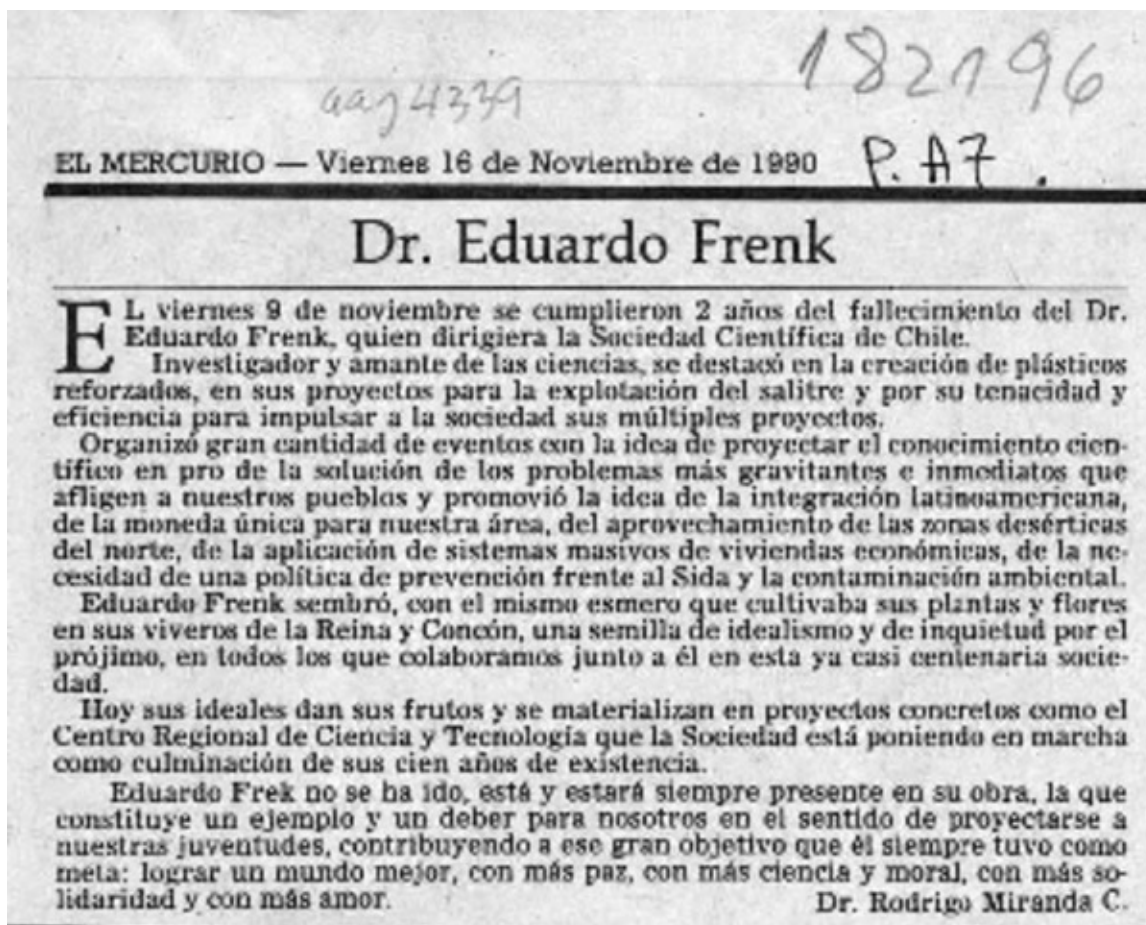 182196
aaj4339
EL MERCURIO — Viernes 16 de Noviembre de 1990 P. A7.
Dr. Eduardo Frenk
EL viernes 9 de noviembre se cumplieron 2 años del fallecimiento del Dr.
Eduardo Frenk, quien dirigiera la Sociedad Científica de Chile.
Investigador y amante de las ciencias, se destacó en la creación de plásticos
reforzados, en sus proyectos para la explotación del salitre y por su tenacidad y
eficiencia para impulsar a la sociedad sus múltiples proyectos.
Organizó gran cantidad de eventos con la idea de proyectar el conocimiento cien-
tífico en pro de la solución de los problemas más gravitantes e inmediatos que
afligen a nuestros pueblos y promovió la idea de la integración latinoamericana,
de la moneda única para nuestra área, del aprovechamiento de las zonas desérticas
del norte, de la aplicación de sistemas masivos de viviendas económicas, de la ne-
cesidad de una política de prevención frente al Sida y la contaminación ambiental.
Eduardo Frenk sembró, con el mismo esmero que cultivaba sus plantas y flores
en sus viveros de la Reina y Concón, una semilla de idealismo y de inquietud por el
prójimo, en todos los que colaboramos junto a él en esta ya casi centenaria socie-
dad.
Hoy sus ideales dan sus frutos y se materializan en proyectos concretos como el
Centro Regional de Ciencia y Tecnología que la Sociedad está poniendo en marcha
como culminación de sus cien años de existencia.
Eduardo Frek no se ha ido, está y estará siempre presente en su obra, la que
constituye un ejemplo y un deber para nosotros en el sentido de proyectarse a
nuestras juventudes, contribuyendo a ese gran objetivo que él siempre tuvo como
meta: lograr un mundo mejor, con más paz, con más ciencia y moral, con más so-
lidaridad y con más amor. Dr. Rodrigo Miranda C.